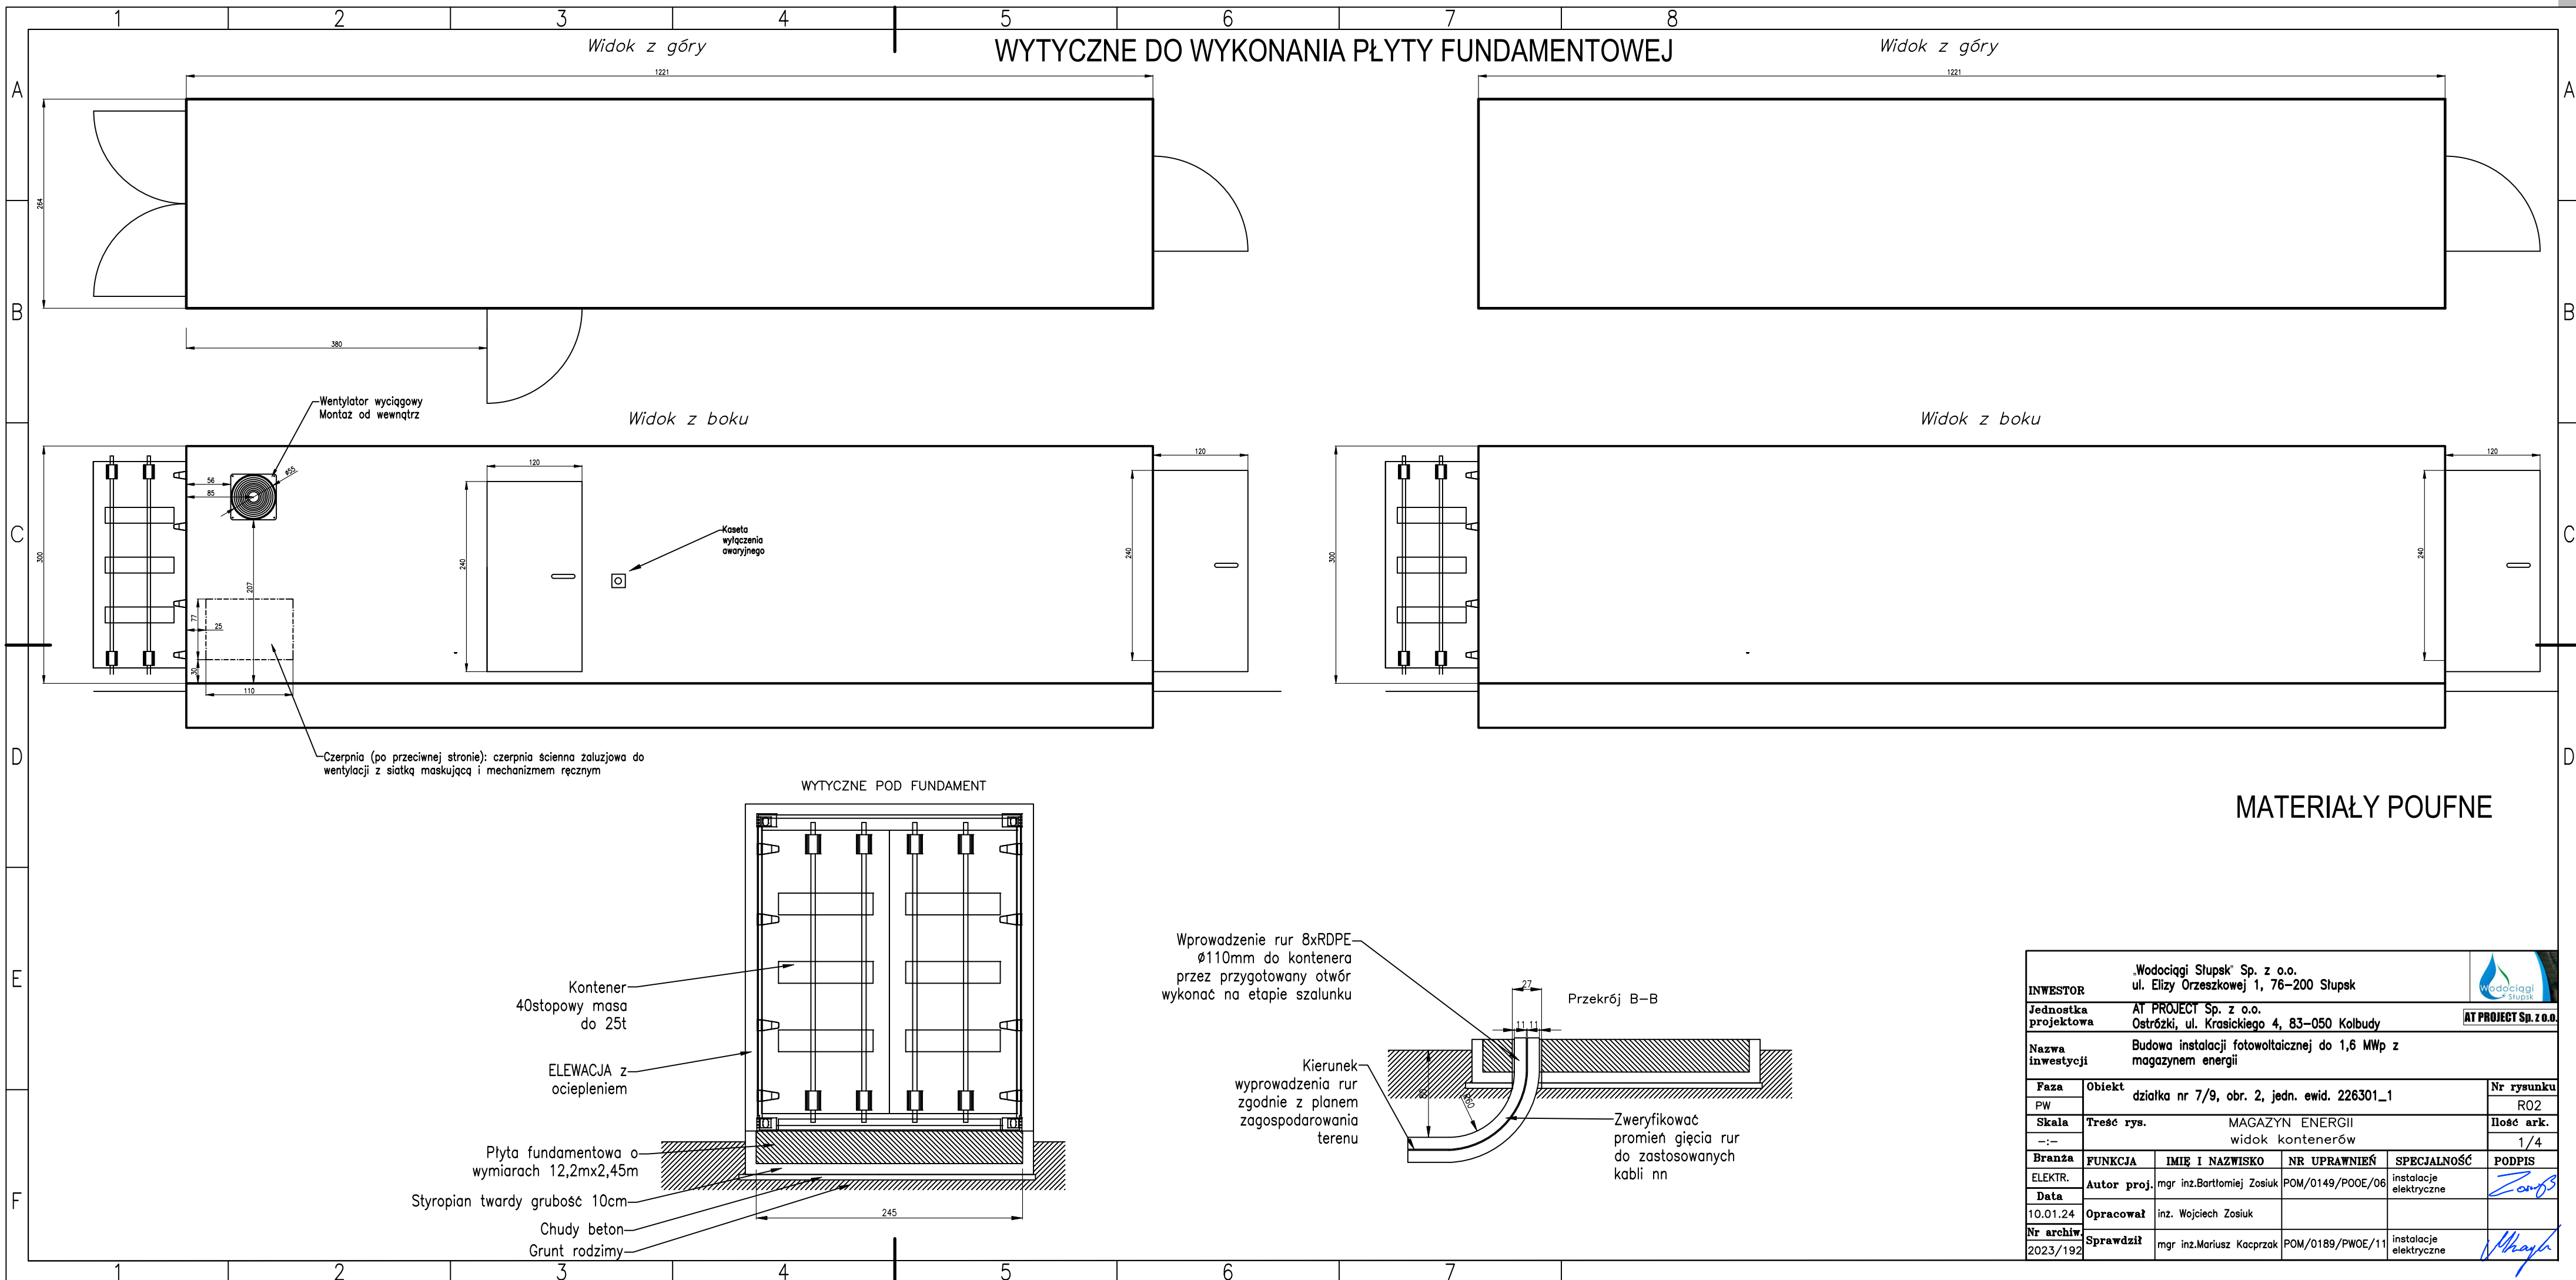 1 2 3 4 5 6 7 8
WYTYCZNE DO WYKONANIA PŁYTY FUNDAMENTOWEJ
Widok z góry
Widok z góry
1221
1221
A
A
264
B
B
380
Wentylator wyciągowy
Montaż od wewnątrz
Widok z boku
Widok z boku
120
120
120
56
ø55
85
240
Kaseta
wyłączenia
awaryjnego
240
240
C
C
300
300
207
77
25
30
110
D
D
Czerpnia (po przeciwnej stronie): czerpnia ścienna żaluzjowa do
wentylacji z siatką maskującą i mechanizmem ręcznym
WYTYCZNE POD FUNDAMENT
MATERIAŁY POUFNE
E
Kontener
40stopowy masa
do 25t
ELEWACJA z
ociepleniem
Płyta fundamentowa o
wymiarach 12,2mx2,45m
Styropian twardy grubość 10cm
Chudy beton
Grunt rodzimy
245
F
Wprowadzenie rur 8xRDPE
ø110mm do kontenera
przez przygotowany otwór
wykonać na etapie szalunku
27
11 11
Przekrój B-B
Kierunek
wyprowadzenia rur
zgodnie z planem
zagospodarowania
terenu
R60
Zweryfikować
promień gięcia rur
do zastosowanych
kabli nn
INWESTOR
„Wodociągi Słupsk" Sp. z o.o.
ul. Elizy Orzeszkowej 1, 76-200 Słupsk
Wodociągi
Słupsk
Jednostka
projektowa
AT PROJECT Sp. z o.o.
Ostróżki, ul. Krasickiego 4, 83-050 Kolbudy
AT PROJECT Sp. z o.o.
Nazwa
inwestycji
Budowa instalacji fotowoltaicznej do 1,6 MWp z
magazynem energii
Faza
PW
Obiekt
działka nr 7/9, obr. 2, jedn. ewid. 226301_1
Nr rysunku
R02
Skala
-:-
Treść rys.
MAGAZYN ENERGII
widok kontenerów
Ilość ark.
1/4
Branża FUNKCJA IMIĘ I NAZWISKO NR UPRAWNIEŃ SPECJALNOŚĆ PODPIS
ELEKTR.
Autor proj. mgr inż.Bartłomiej Zosiuk POM/0149/POOE/06 instalacje
elektryczne
Data
10.01.24 Opracował inż. Wojciech Zosiuk
Nr archiw.
2023/192
Sprawdził mgr inż.Mariusz Kacprzak POM/0189/PWOE/11 instalacje
elektryczne
1 2 3 4 5 6 7